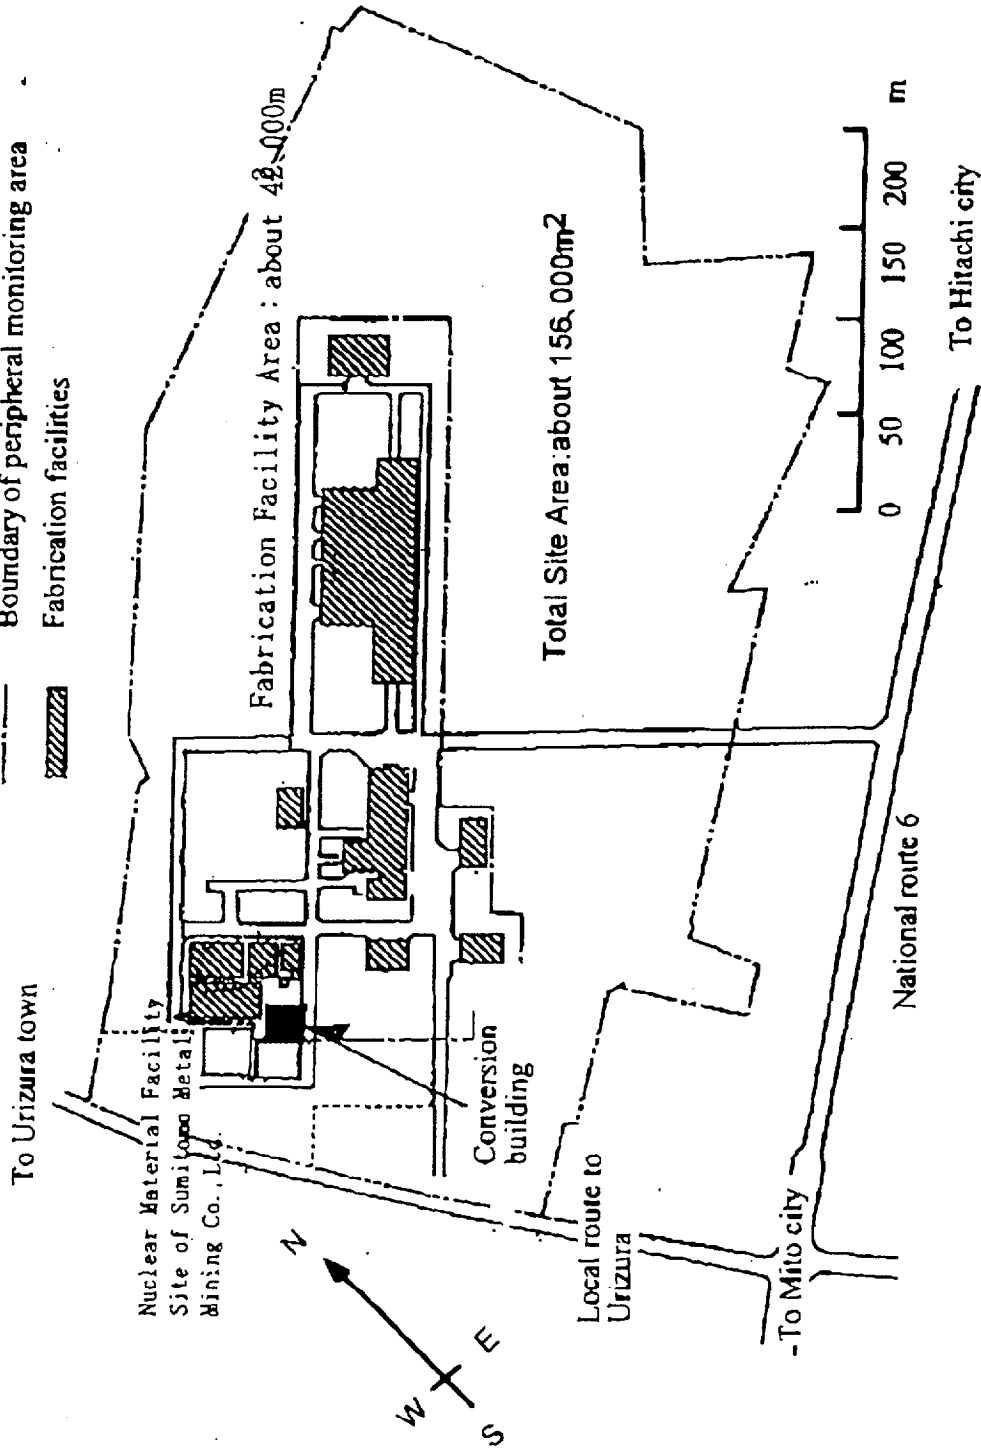 Boundary of peripheral monitoring area
Fabrication facilities
To Urizura town
Nuclear Material Facility
Site of Sumitomo Metal
Mining Co., Ltd.
Fabrication Facility Area : about 42,000m
Total Site Area:about 156,000m2
Conversion
building
Local route to
Urizura
-To Mito city
National route 6
To Hitachi city
0 50 100 150 200 m
N
W
E
S